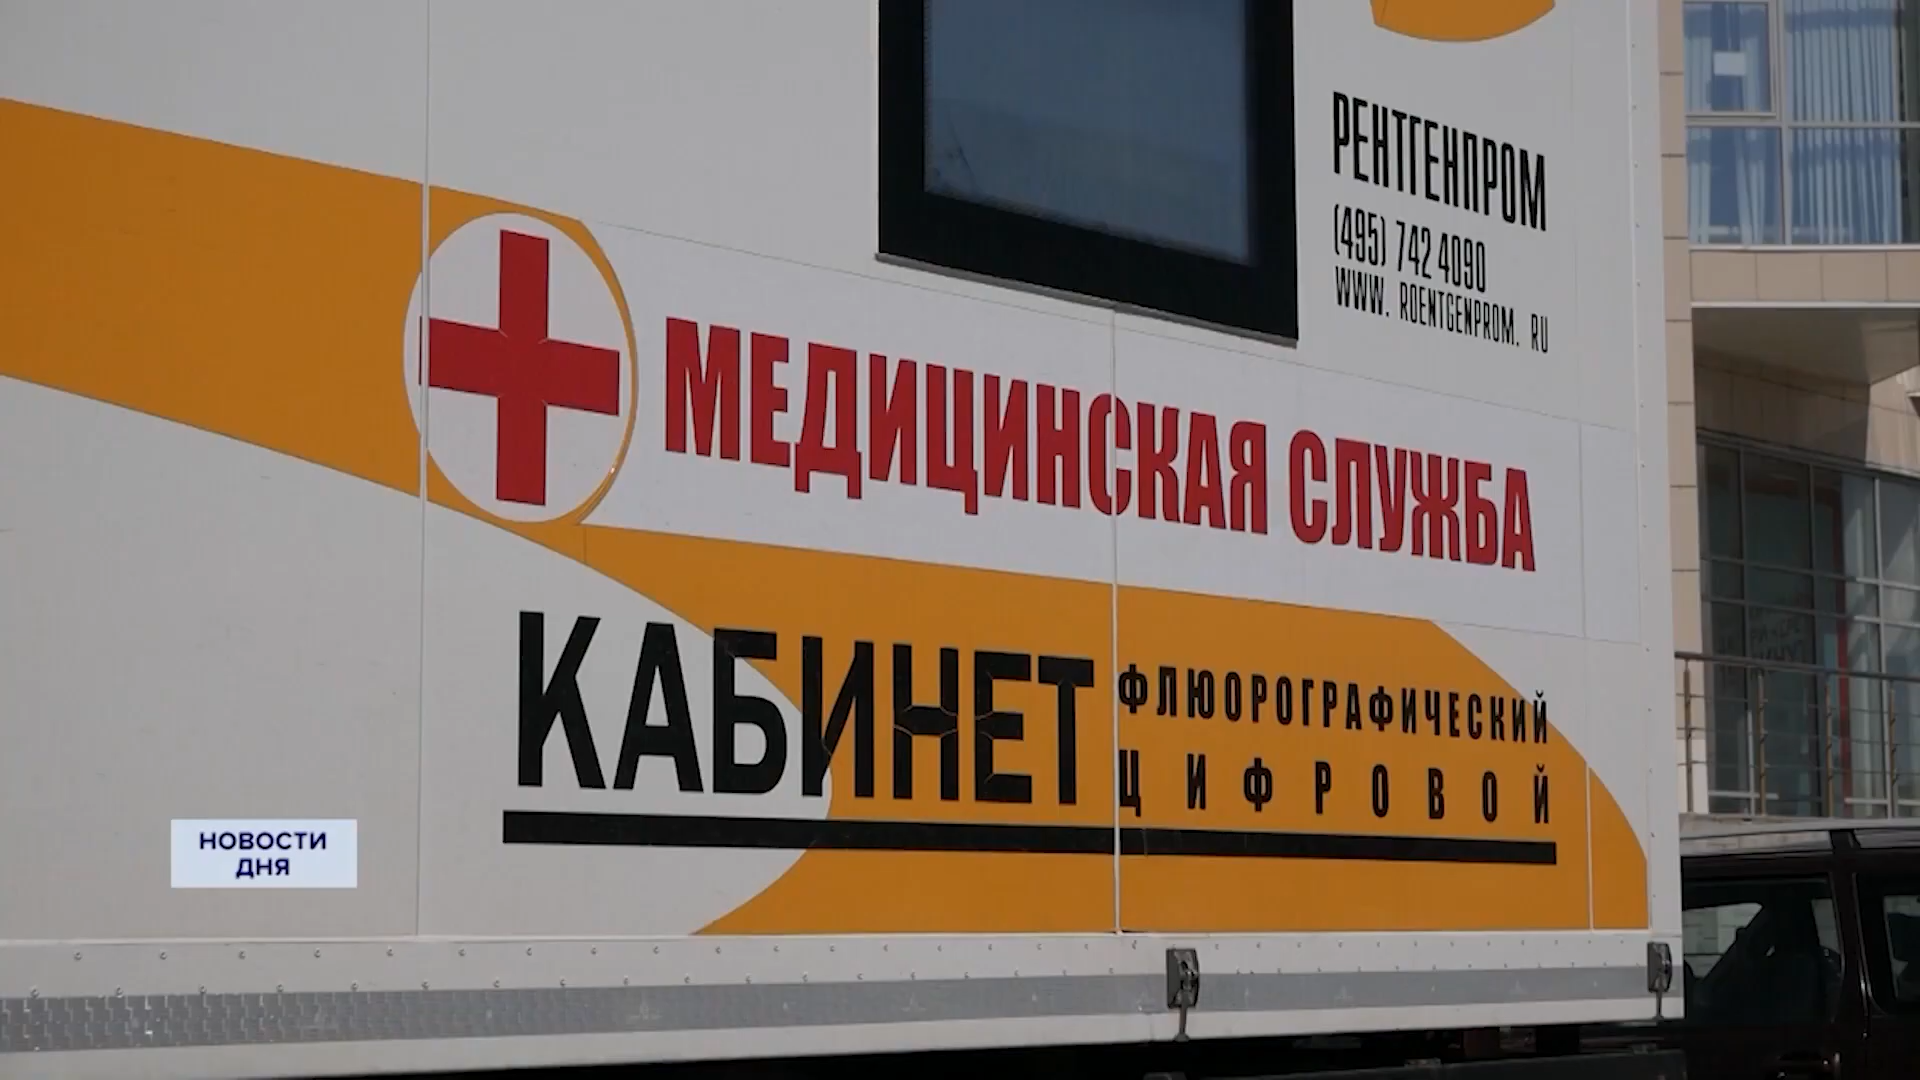 РЕНТГЕНПРОМ
(495) 742 4090
WWW. ROENTGENPROM. RU
МЕДИЦИНСКАЯ СЛУЖБА
КАБИНЕТ ФЛЮОРОГРАФИЧЕСКИЙ
ЦИФРОВОЙ
НОВОСТИ
ДНЯ